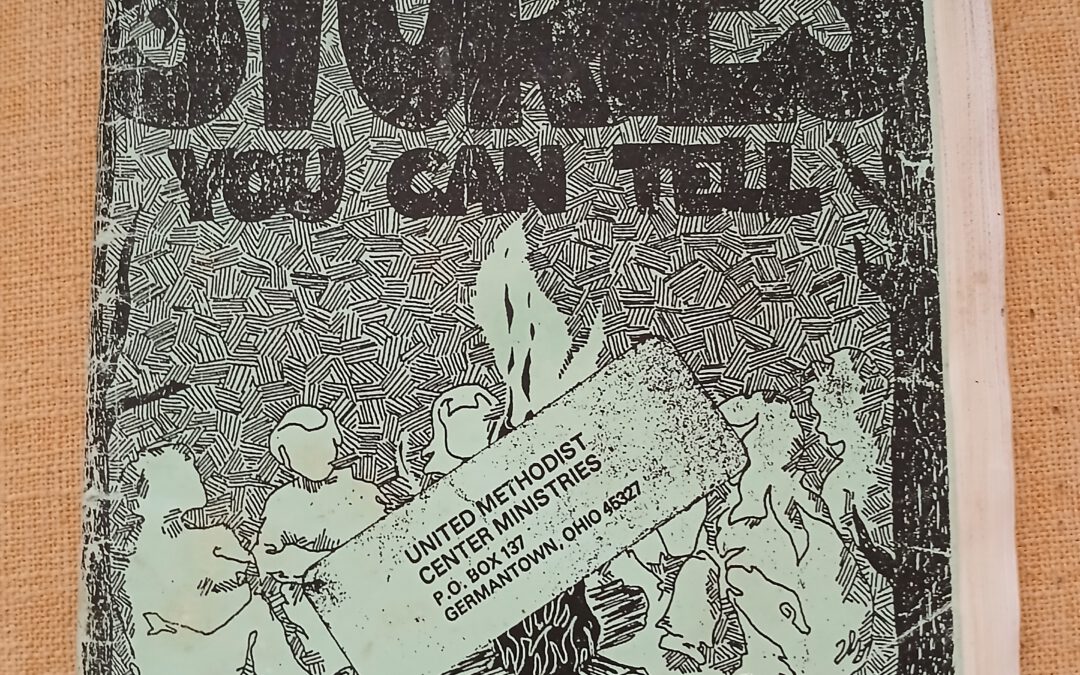 STORIES
YOU CAN TELL
UNITED METHODIST
CENTER MINISTRIES
P.O. BOX 137
GERMANTOWN, OHIO 45327